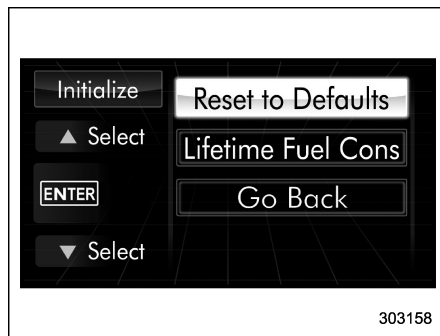 Initialize
▲ Select
ENTER
▼ Select
Reset to Defaults
Lifetime Fuel Cons
Go Back
303158